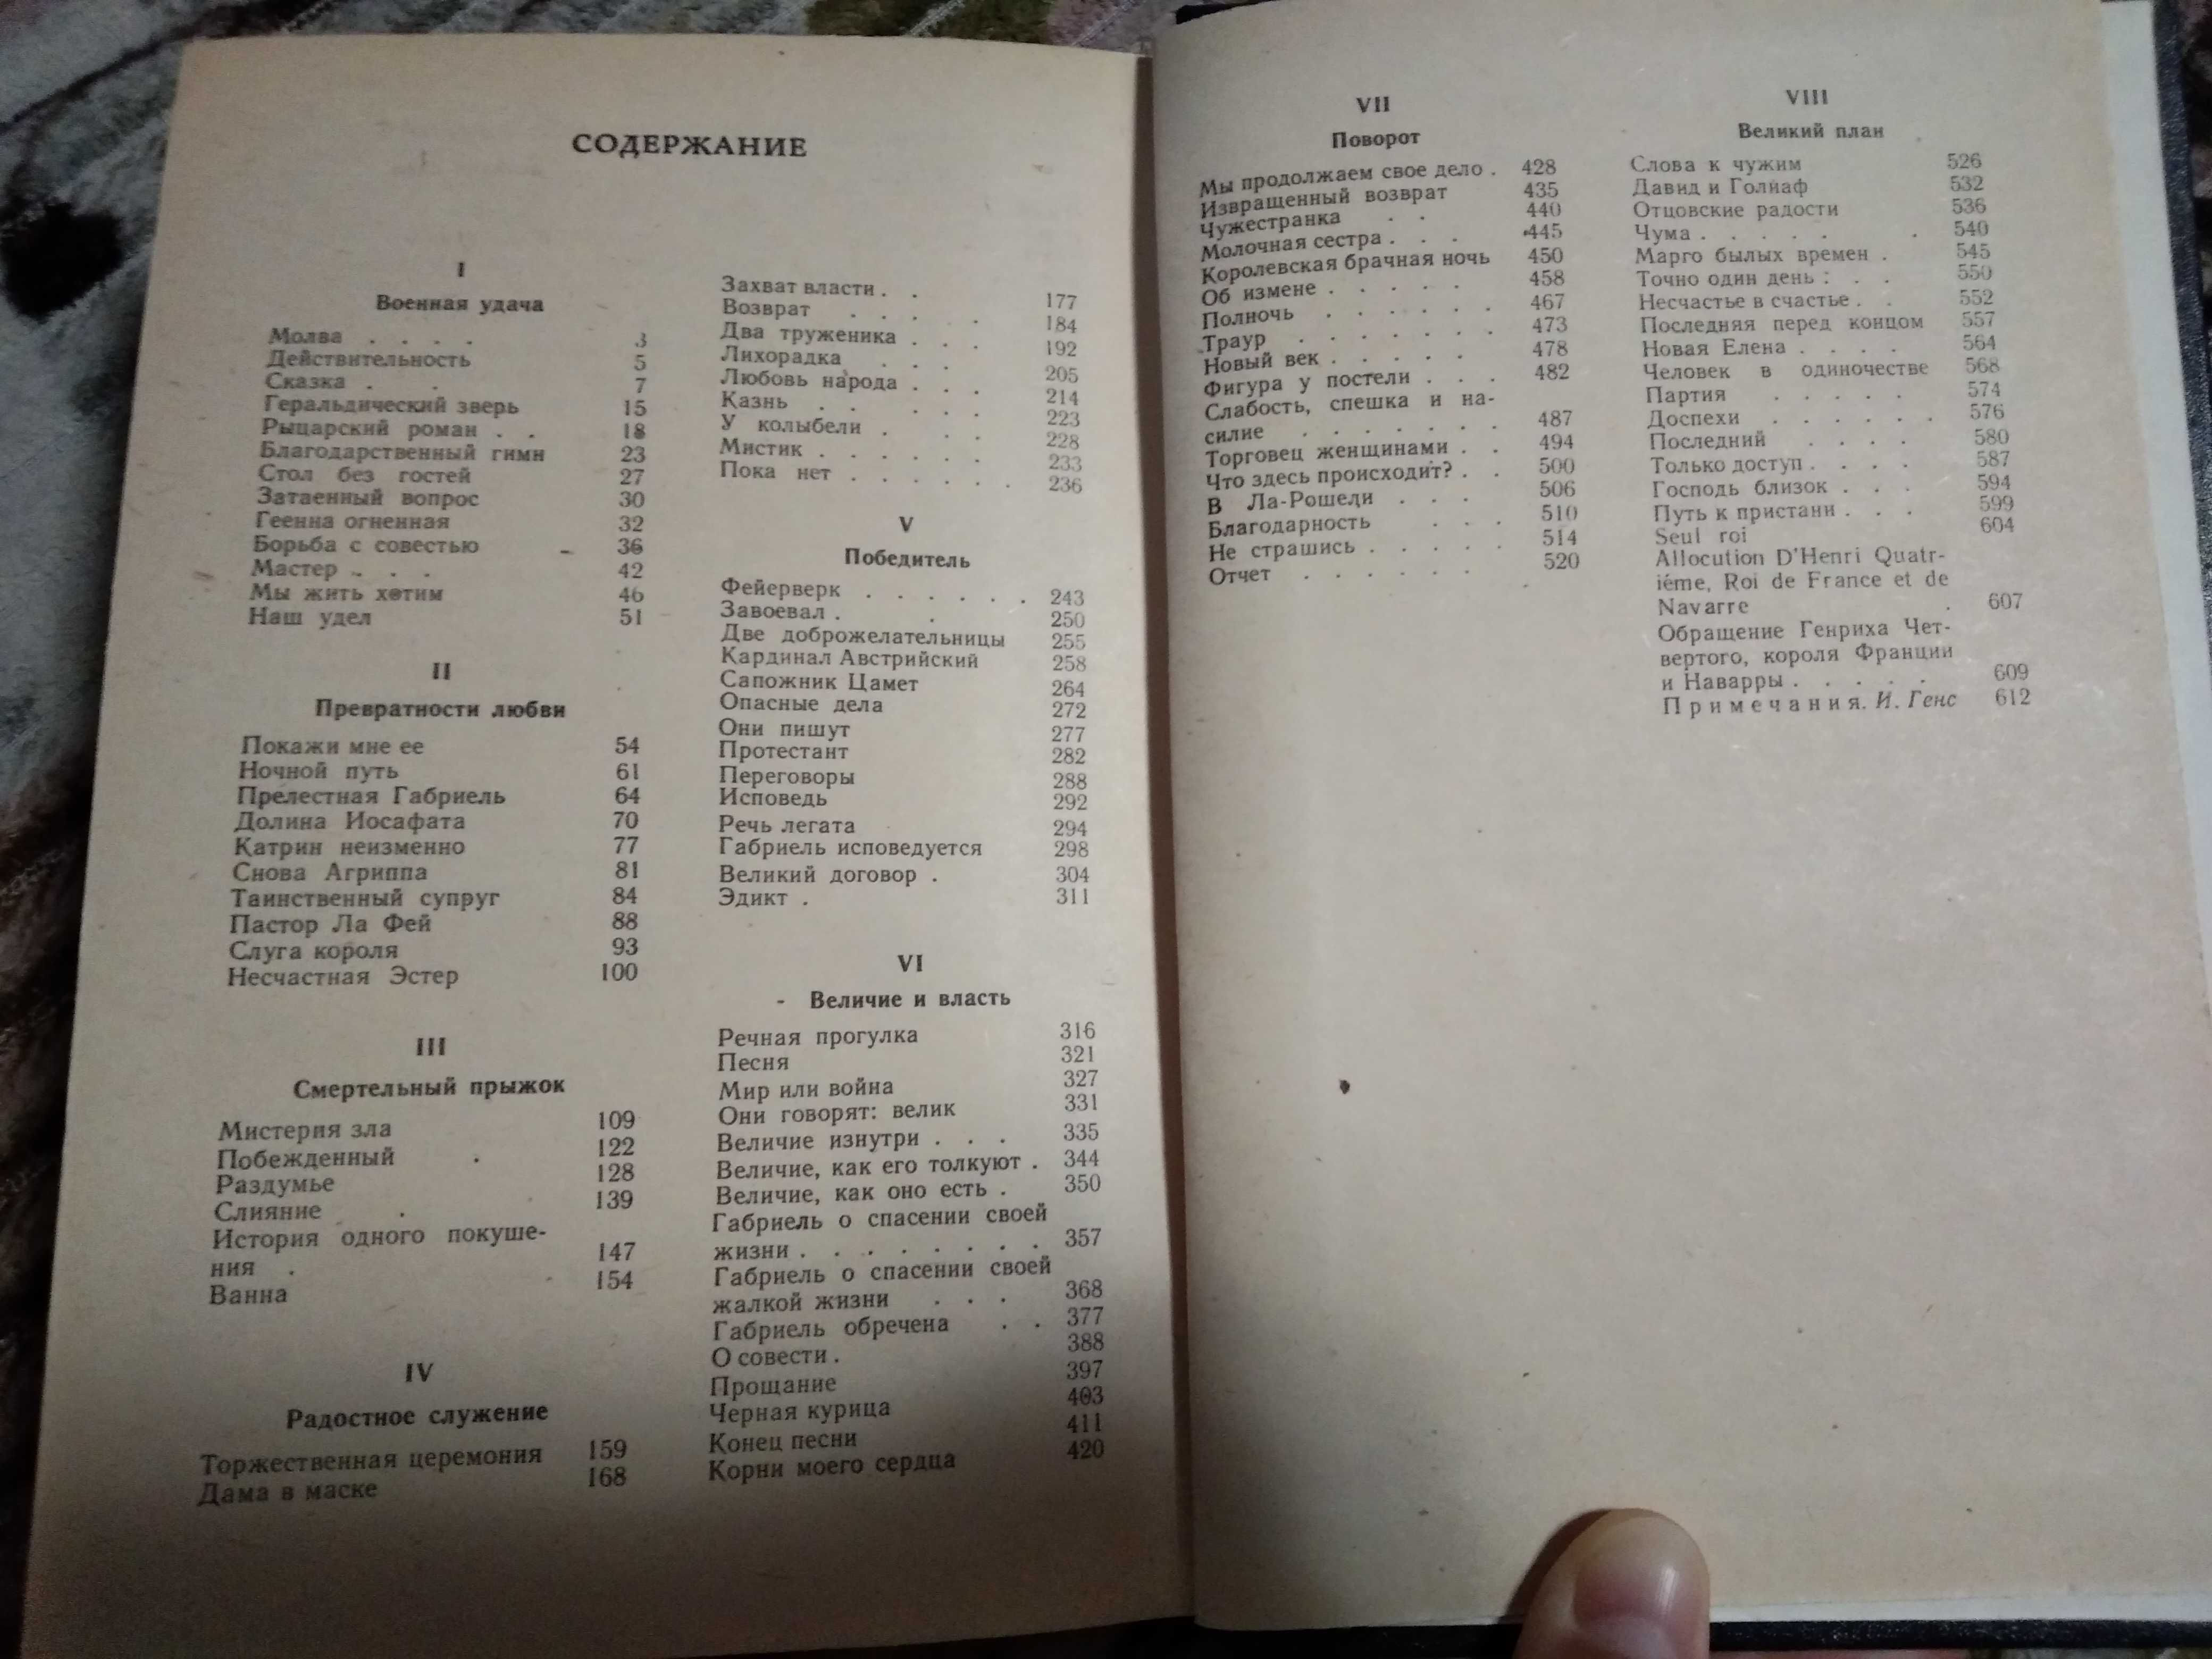 СОДЕРЖАНИЕ
I
Военная удача
Молва . . . . 3
Действительность 5
Сказка . . 7
Геральдический зверь 15
Рыцарский роман . . 18
Благодарственный гимн 23
Стол без гостей 27
Затаенный вопрос 30
Геенна огненная 32
Борьба с совестью 36
Мастер . . . 42
Мы жить хотим 46
Наш удел 51
II
Превратности любви
Покажи мне ее 54
Ночной путь 61
Прелестная Габриель 64
Долина Иосафата 70
Катрин неизменно 77
Снова Агриппа 81
Таинственный супруг 84
Пастор Ла Фей 88
Слуга короля 93
Несчастная Эстер 100
III
Смертельный прыжок
Мистерия зла 109
Побежденный . 122
Раздумье 128
Слияние . 139
История одного покуше-
ния . 147
Ванна 154
IV
Радостное служение
Торжественная церемония 159
Дама в маске 168
Захват власти . . 177
Возврат . . . . 184
Два труженика . . . 192
Лихорадка . . . 205
Любовь народа . . . 214
Казнь . . . . . 223
У колыбели . . . 228
Мистик . . . . . . 233
Пока нет . . . . . . 236
V
Победитель
Фейерверк . . . . . . 243
Завоевал . . 250
Две доброжелательницы 255
Кардинал Австрийский 258
Сапожник Цамет 264
Опасные дела 272
Они пишут 277
Протестант 282
Переговоры 288
Исповедь 292
Речь легата 294
Габриель исповедуется 298
Великий договор . 304
Эдикт . 311
VI
Величие и власть
Речная прогулка 316
Песня 321
Мир или война 327
Они говорят: велик 331
Величие изнутри . . . 335
Величие, как его толкуют . 344
Величие, как оно есть . 350
Габриель о спасении своей
жизни . . . . . . . . 357
Габриель о спасении своей
жалкой жизни . . . 368
Габриель обречена . . 377
О совести . 388
Прощание 397
Черная курица 403
Конец песни 411
Корни моего сердца 420
VII
Поворот
Мы продолжаем свое дело . 428
Извращенный возврат 435
Чужестранка . . 440
Молочная сестра . . . 445
Королевская брачная ночь 450
Об измене . . . . . 458
Полночь . . . . . . 467
Траур . . . . . . . 473
Новый век . . . . . 478
Фигура у постели . . . 482
Слабость, спешка и на-
силие . . . . . . . 487
Торговец женщинами . . 494
Что здесь происходит? . . 500
В Ла-Рошели . . . 506
Благодарность . . . 510
Не страшись . . . . . 514
Отчет . . . . . . 520
VIII
Великий план
Слова к чужим 526
Давид и Голиаф 532
Отцовские радости 536
Чума . . . . . . 540
Марго былых времен . 545
Точно один день : . . 550
Несчастье в счастье . . 552
Последняя перед концом 557
Новая Елена . . . . 564
Человек в одиночестве 568
Партия . . . . . 574
Доспехи . . . . . . 576
Последний . . . . 580
Только доступ . . . . 587
Господь близок . . . 594
Путь к пристани . . . 599
Seul roi 604
Allocution D'Henri Quatr-
iéme, Roi de France et de
Navarre . 607
Обращение Генриха Чет-
вертого, короля Франции
и Наварры . . . . . 609
Примечания. И. Генс 612